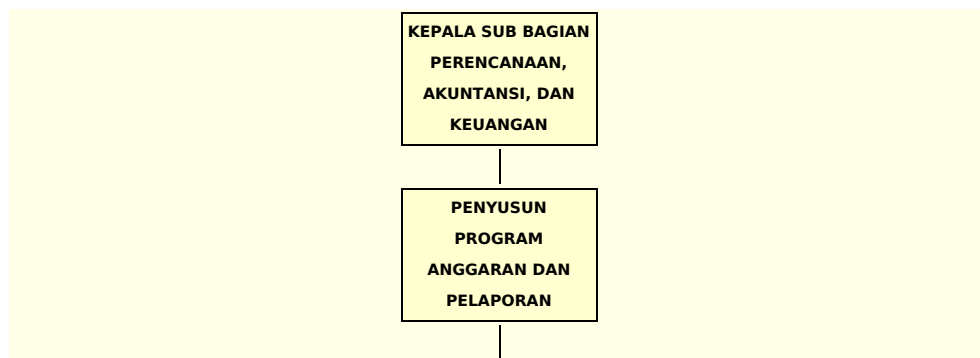 KEPALA SUB BAGIAN
PERENCANAAN,
AKUNTANSI, DAN
KEUANGAN
PENYUSUN
PROGRAM
ANGGARAN DAN
PELAPORAN